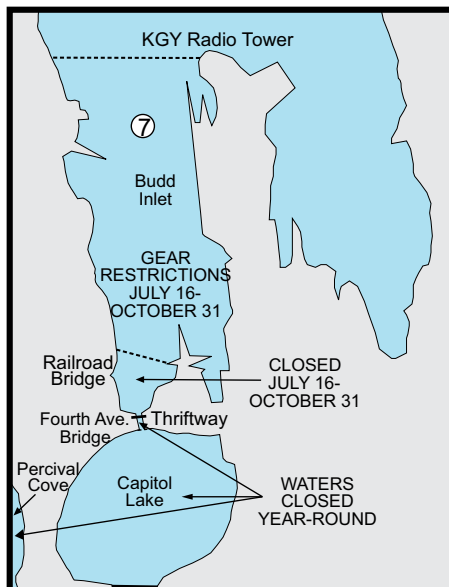 KGY Radio Tower
7
Budd
Inlet
GEAR
RESTRICTIONS
JULY 16-
OCTOBER 31
Railroad
Bridge
CLOSED
JULY 16-
OCTOBER 31
Fourth Ave.
Bridge
Thriftway
Percival
Cove
Capitol
Lake
WATERS
CLOSED
YEAR-ROUND